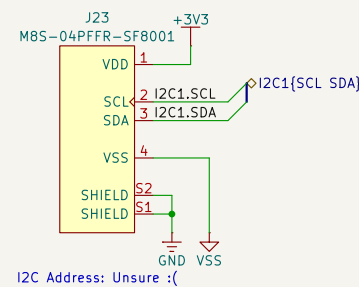 J23
M8S-04PFFR-SF8001
+3V3
VDD 1
SCL 2 I2C1.SCL
I2C1{SCL SDA}
SDA 3 I2C1.SDA
VSS 4
SHIELD S2
SHIELD S1
GND VSS
I2C Address: Unsure :(